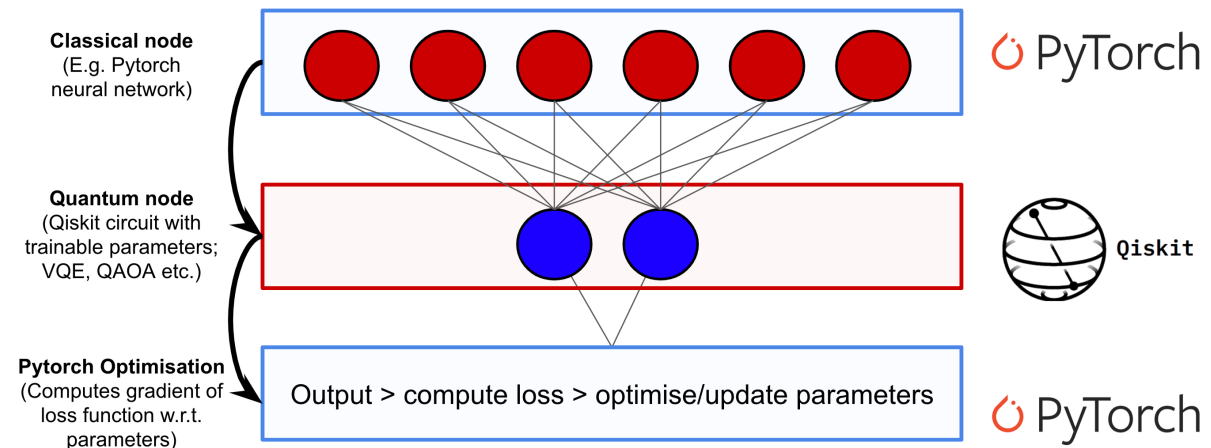 Classical node
(E.g. Pytorch
neural network)
PyTorch
Quantum node
(Qiskit circuit with
trainable parameters;
VQE, QAOA etc.)
Qiskit
Pytorch Optimisation
(Computes gradient of
loss function w.r.t.
parameters)
Output > compute loss > optimise/update parameters
PyTorch